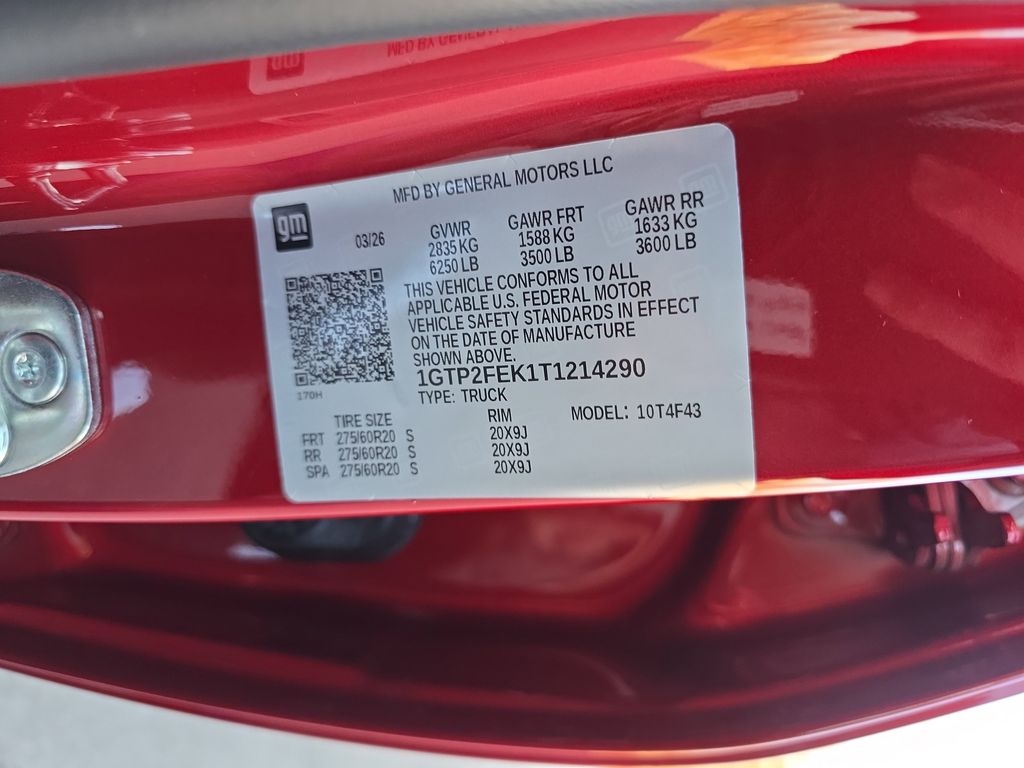 MFD BY GENERAL MOTORS LLC
gm
03/26
GVWR GAWR FRT GAWR RR
2835 KG 1588 KG 1633 KG
6250 LB 3500 LB 3600 LB
THIS VEHICLE CONFORMS TO ALL
APPLICABLE U.S. FEDERAL MOTOR
VEHICLE SAFETY STANDARDS IN EFFECT
ON THE DATE OF MANUFACTURE
SHOWN ABOVE.
170H
1GTP2FEK1T1214290
TYPE: TRUCK
TIRE SIZE RIM MODEL: 10T4F43
FRT 275/60R20 S 20X9J
RR 275/60R20 S 20X9J
SPA 275/60R20 S 20X9J